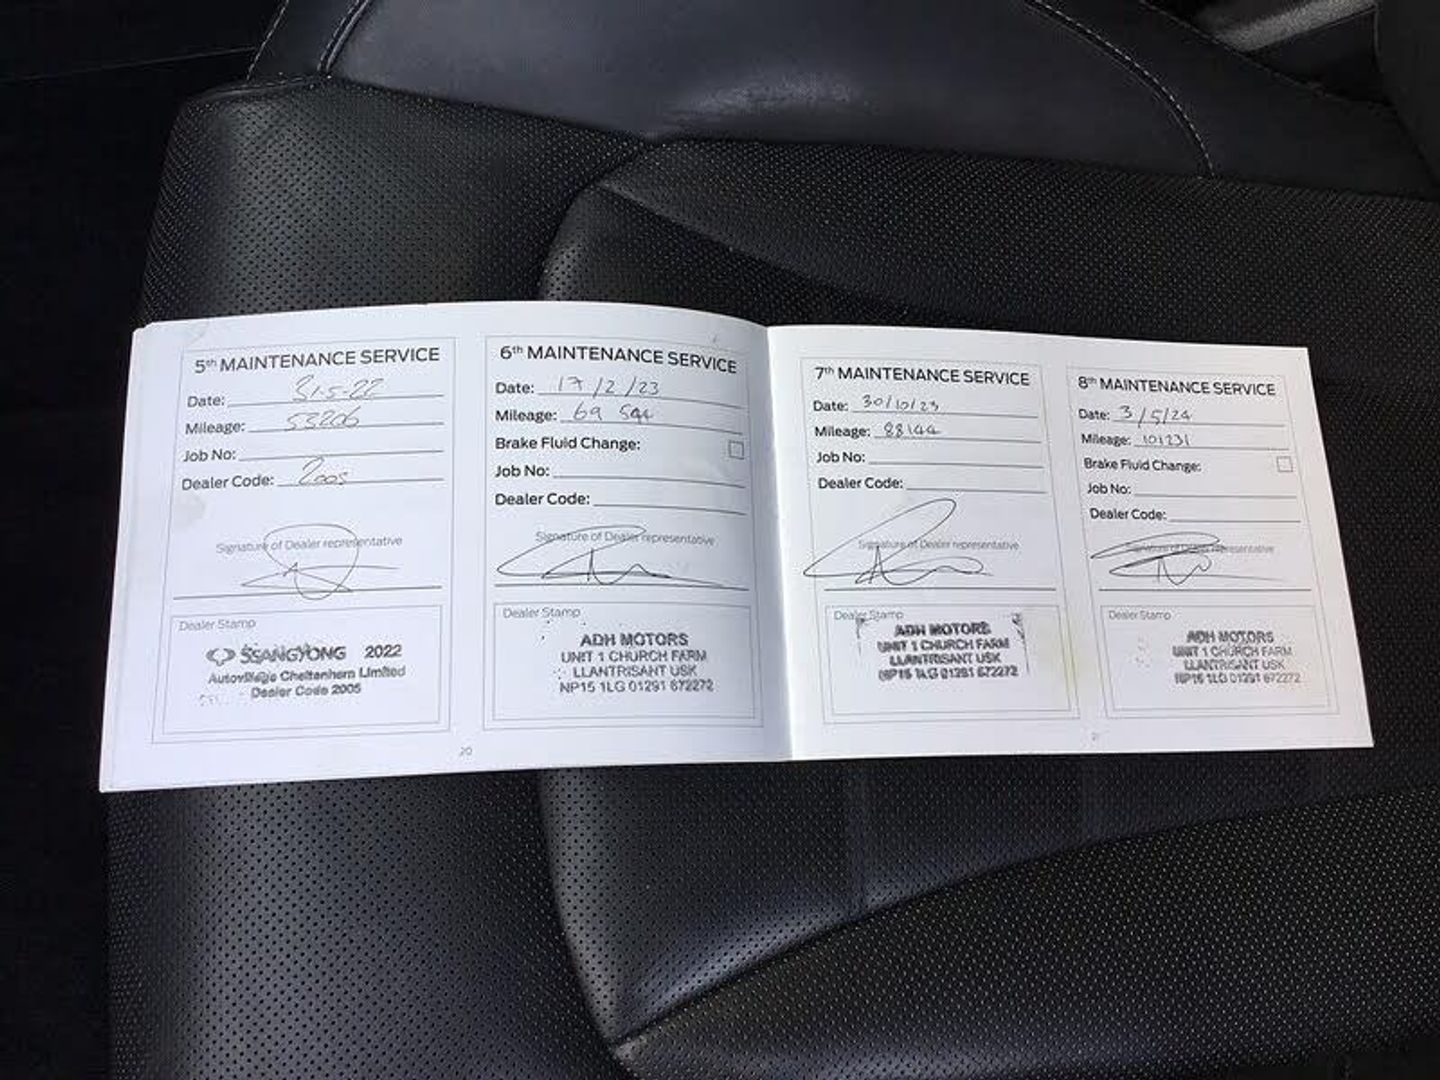 5th MAINTENANCE SERVICE
Date: 31-5-22
Mileage: 53206
Job No:
Dealer Code: 2005
Signature of Dealer representative
Dealer Stamp
SSANGYONG 2022
Autovillage Cheltenham Limited
Dealer Code 2005
20
6th MAINTENANCE SERVICE
Date: 17/2/23
Mileage: 69 544
Brake Fluid Change:
Job No:
Dealer Code:
Signature of Dealer representative
Dealer Stamp
ADH MOTORS
UNIT 1 CHURCH FARM
LLANTRISANT USK
NP15 1LG 01291 672272
7th MAINTENANCE SERVICE
Date: 30/10/23
Mileage: 88144
Job No:
Dealer Code:
Signature of Dealer representative
Dealer Stamp
ADH MOTORS
UNIT 1 CHURCH FARM
LLANTRISANT USK
NP15 1LG 01291 672272
8th MAINTENANCE SERVICE
Date: 3/5/24
Mileage: 101231
Brake Fluid Change:
Job No:
Dealer Code:
Signature of Dealer representative
Dealer Stamp
ADH MOTORS
UNIT 1 CHURCH FARM
LLANTRISANT USK
NP15 1LG 01291 672272
21